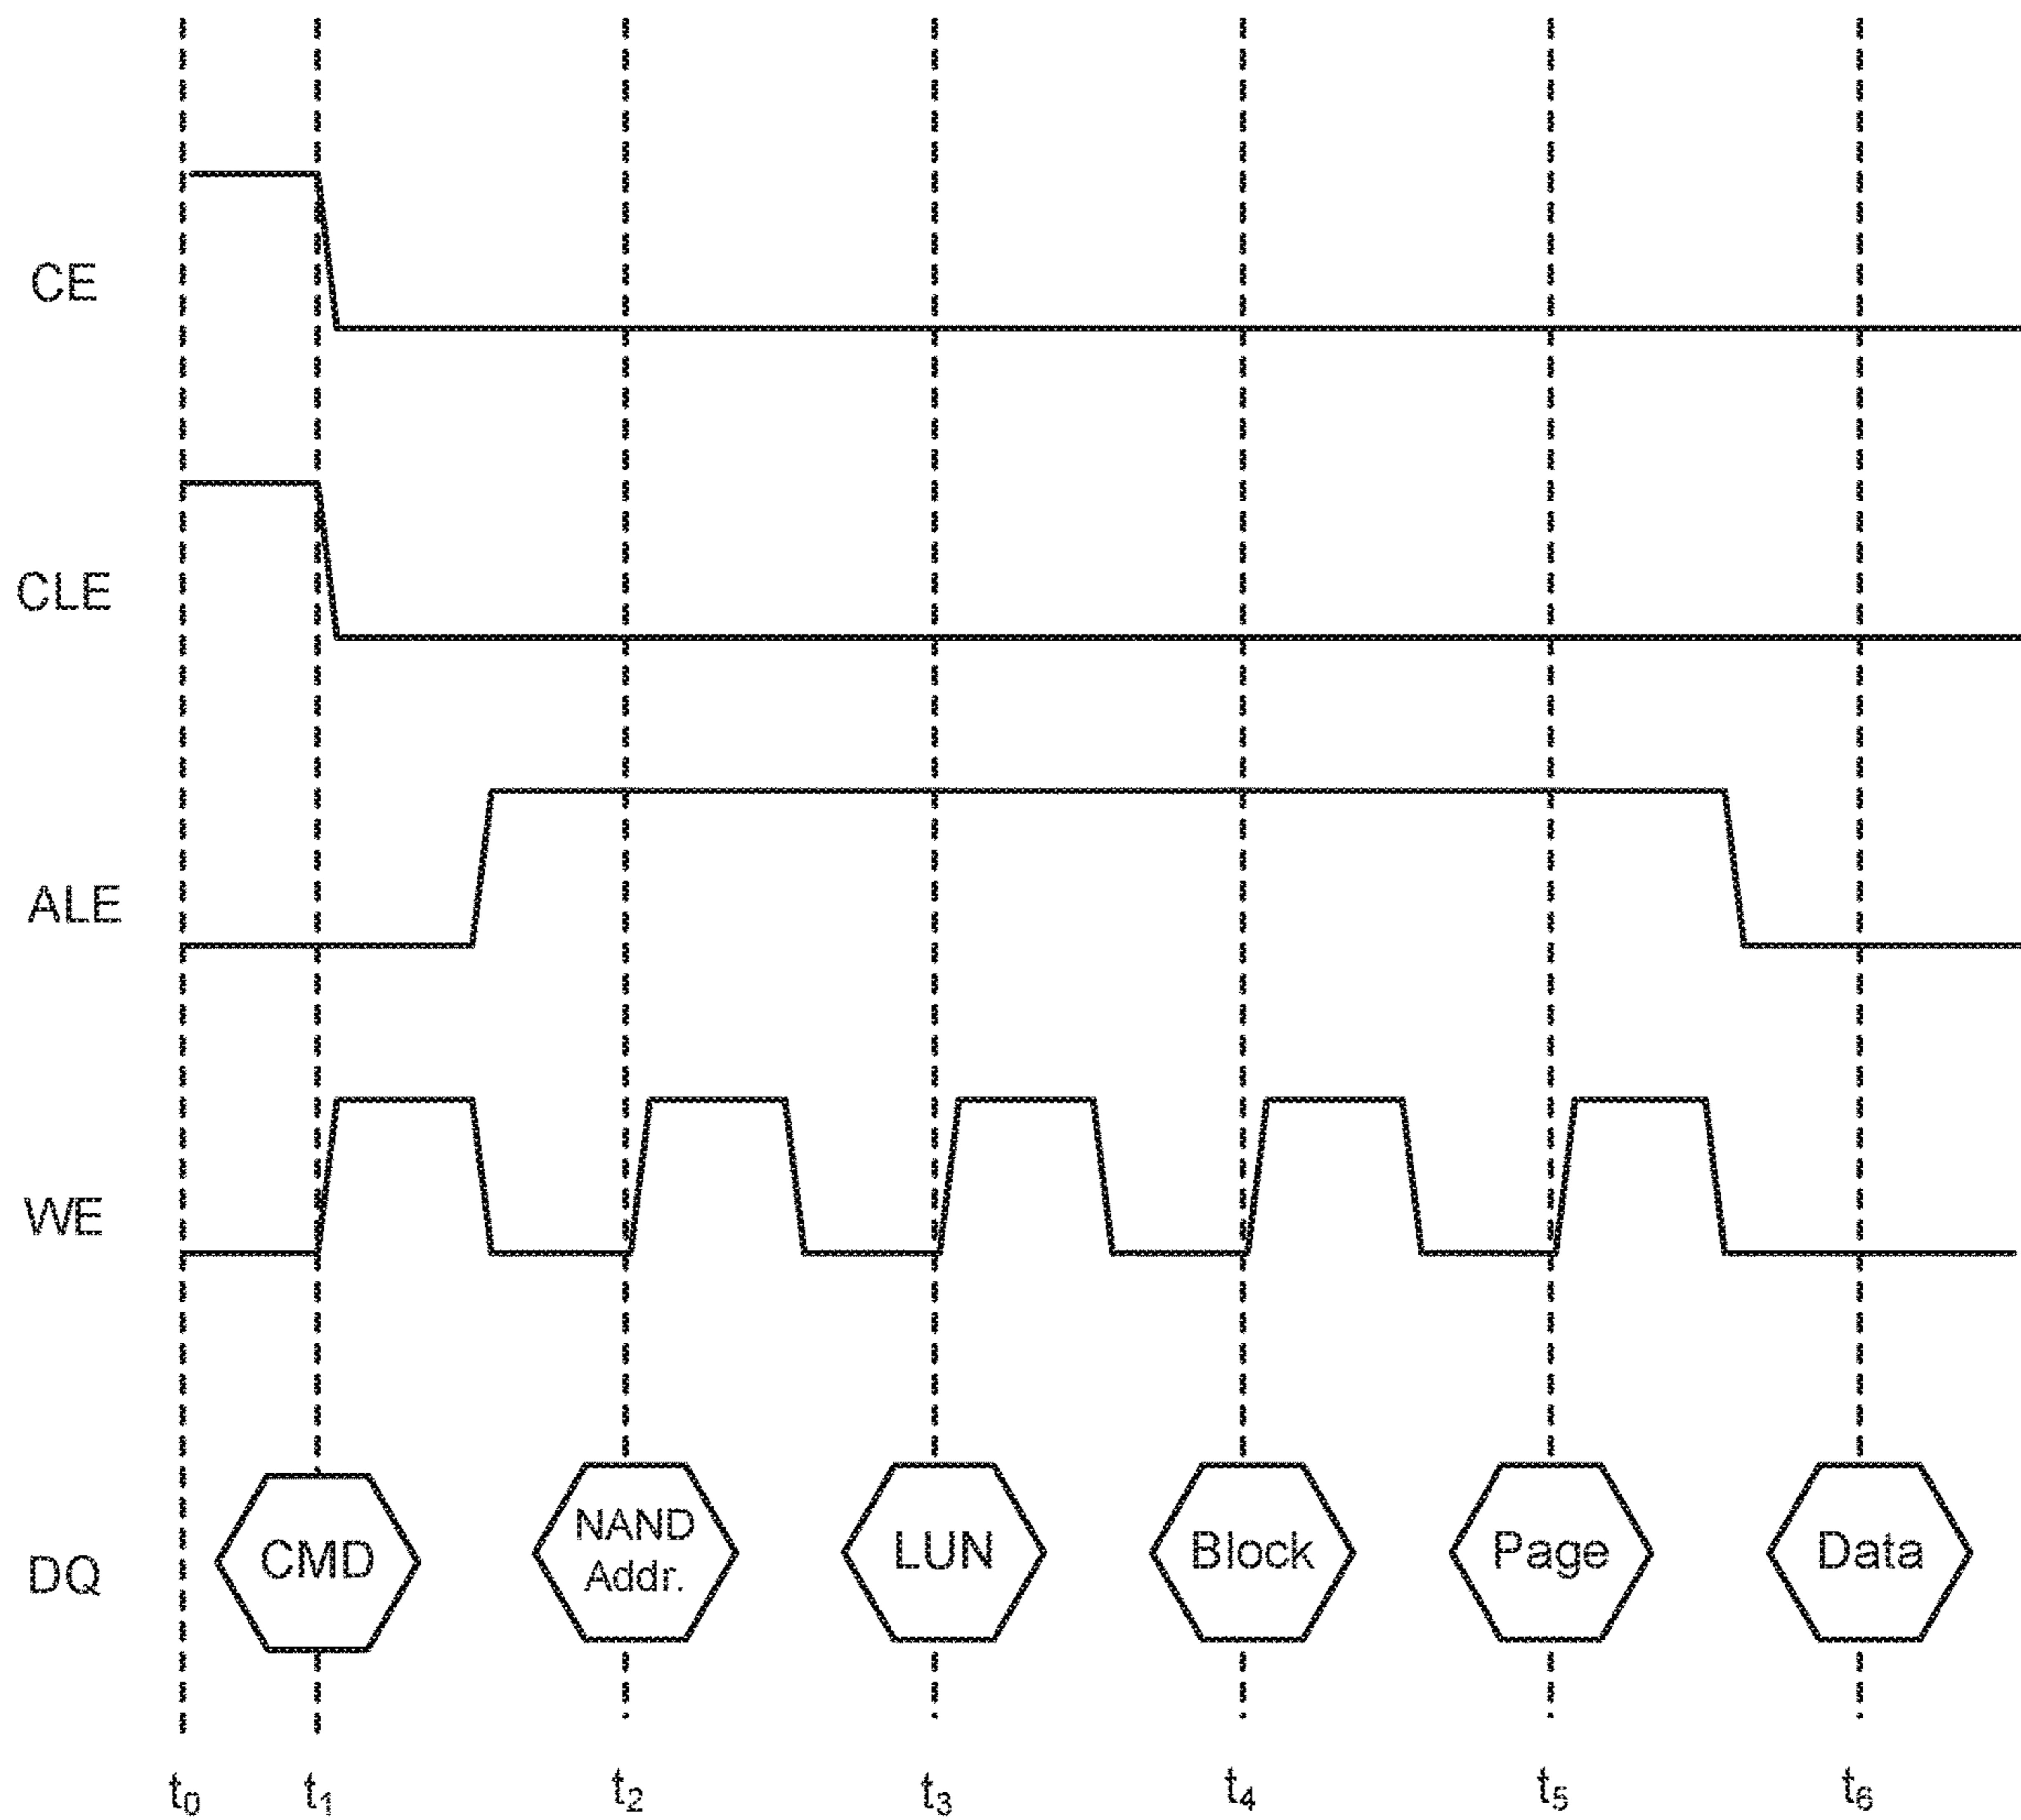 CE
CLE
ALE
WE
DQ
CMD
NAND
Addr.
LUN
Block
Page
Data
t0 t1 t2 t3 t4 t5 t6